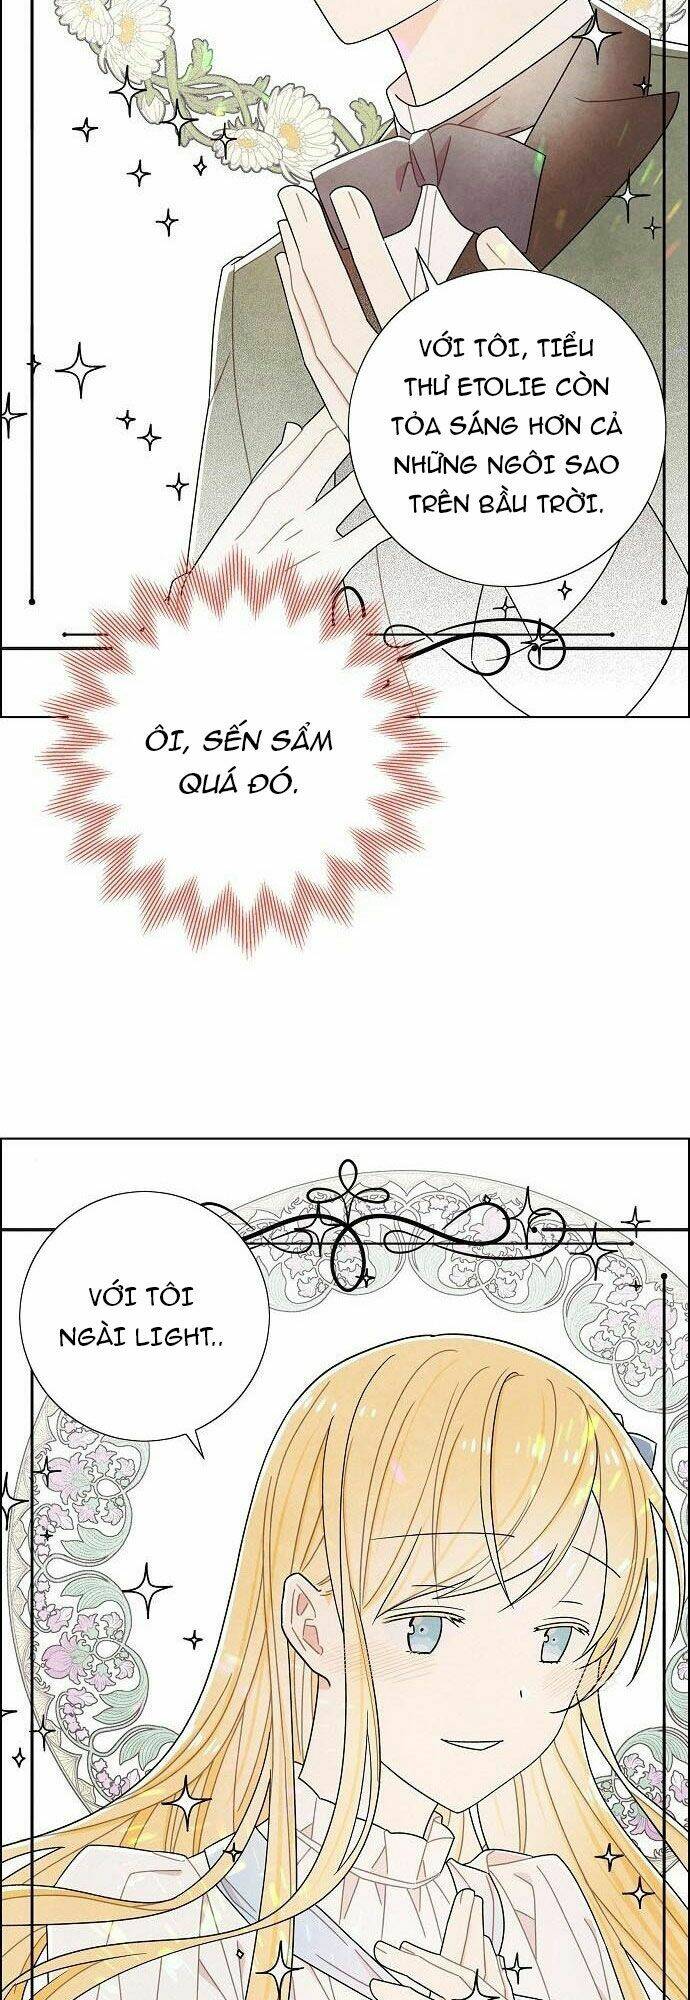 VỚI TÔI, TIỂU
THƯ ETOLIE CÒN
TỎA SÁNG HƠN CẢ
NHỮNG NGÔI SAO
TRÊN BẦU TRỜI.
ÔI, SẾN SẨM
QUÁ ĐÓ.
VỚI TÔI
NGÀI LIGHT..